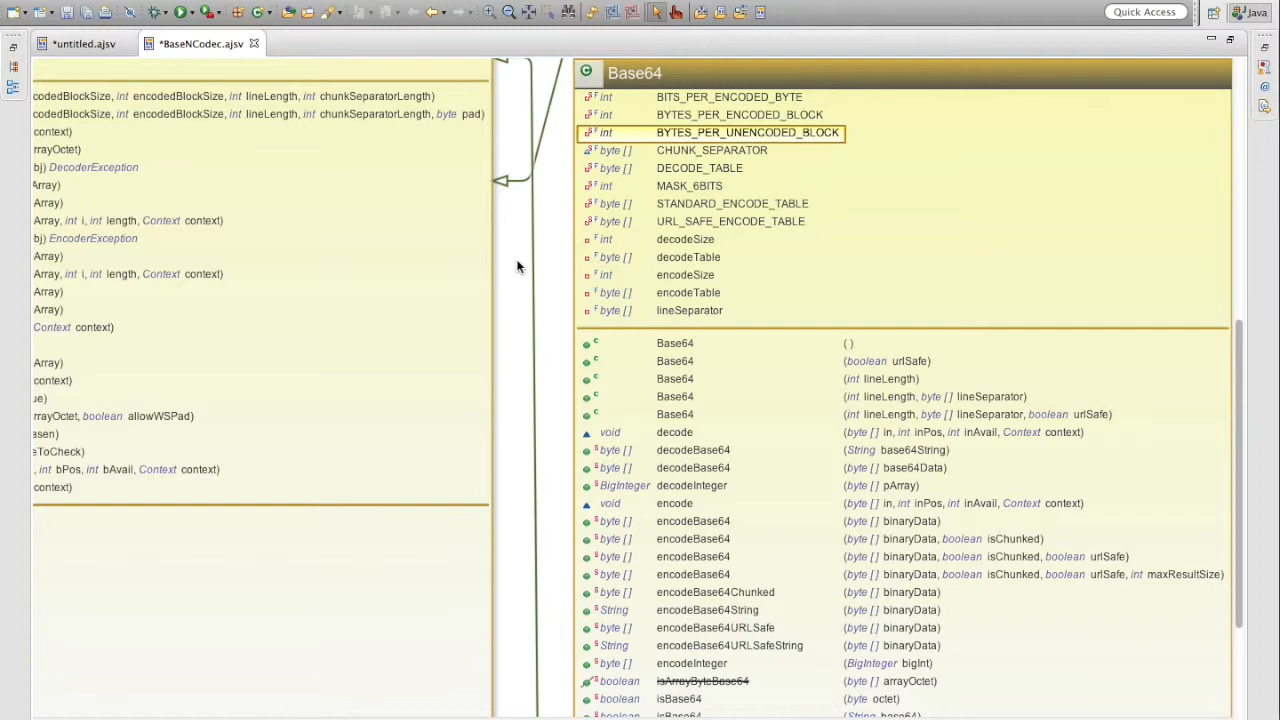 Quick Access
Java
*untitled.ajsv
*BaseNCodec.ajsv
codedBlockSize, int encodedBlockSize, int lineLength, int chunkSeparatorLength)
codedBlockSize, int encodedBlockSize, int lineLength, int chunkSeparatorLength, byte pad)
context)
rrayOctet)
bj) DecoderException
Array)
Array)
Array, int i, int length, Context context)
bj) EncoderException
Array)
Array, int i, int length, Context context)
Array)
Array)
Context context)
Array)
context)
ue)
rrayOctet, boolean allowWSPad)
asen)
eToCheck)
, int bPos, int bAvail, Context context)
context)
Base64
int BITS_PER_ENCODED_BYTE
int BYTES_PER_ENCODED_BLOCK
int BYTES_PER_UNENCODED_BLOCK
byte [] CHUNK_SEPARATOR
byte [] DECODE_TABLE
int MASK_6BITS
byte [] STANDARD_ENCODE_TABLE
byte [] URL_SAFE_ENCODE_TABLE
int decodeSize
byte [] decodeTable
int encodeSize
byte [] encodeTable
byte [] lineSeparator
Base64 ( )
Base64 (boolean urlSafe)
Base64 (int lineLength)
Base64 (int lineLength, byte [] lineSeparator)
Base64 (int lineLength, byte [] lineSeparator, boolean urlSafe)
void decode (byte [] in, int inPos, int inAvail, Context context)
byte [] decodeBase64 (String base64String)
byte [] decodeBase64 (byte [] base64Data)
BigInteger decodeInteger (byte [] pArray)
void encode (byte [] in, int inPos, int inAvail, Context context)
byte [] encodeBase64 (byte [] binaryData)
byte [] encodeBase64 (byte [] binaryData, boolean isChunked)
byte [] encodeBase64 (byte [] binaryData, boolean isChunked, boolean urlSafe)
byte [] encodeBase64 (byte [] binaryData, boolean isChunked, boolean urlSafe, int maxResultSize)
byte [] encodeBase64Chunked (byte [] binaryData)
String encodeBase64String (byte [] binaryData)
byte [] encodeBase64URLSafe (byte [] binaryData)
String encodeBase64URLSafeString (byte [] binaryData)
byte [] encodeInteger (BigInteger bigInt)
boolean isArrayByteBase64 (byte [] arrayOctet)
boolean isBase64 (byte octet)
boolean isBase64 (String base64)